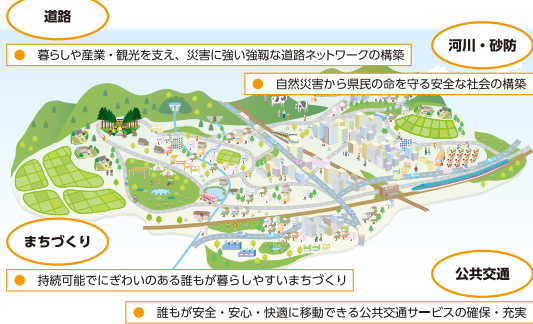 道路
● 暮らしや産業・観光を支え、災害に強い強靱な道路ネットワークの構築
河川・砂防
● 自然災害から県民の命を守る安全な社会の構築
まちづくり
● 持続可能でにぎわいのある誰もが暮らしやすいまちづくり
公共交通
● 誰もが安全・安心・快適に移動できる公共交通サービスの確保・充実